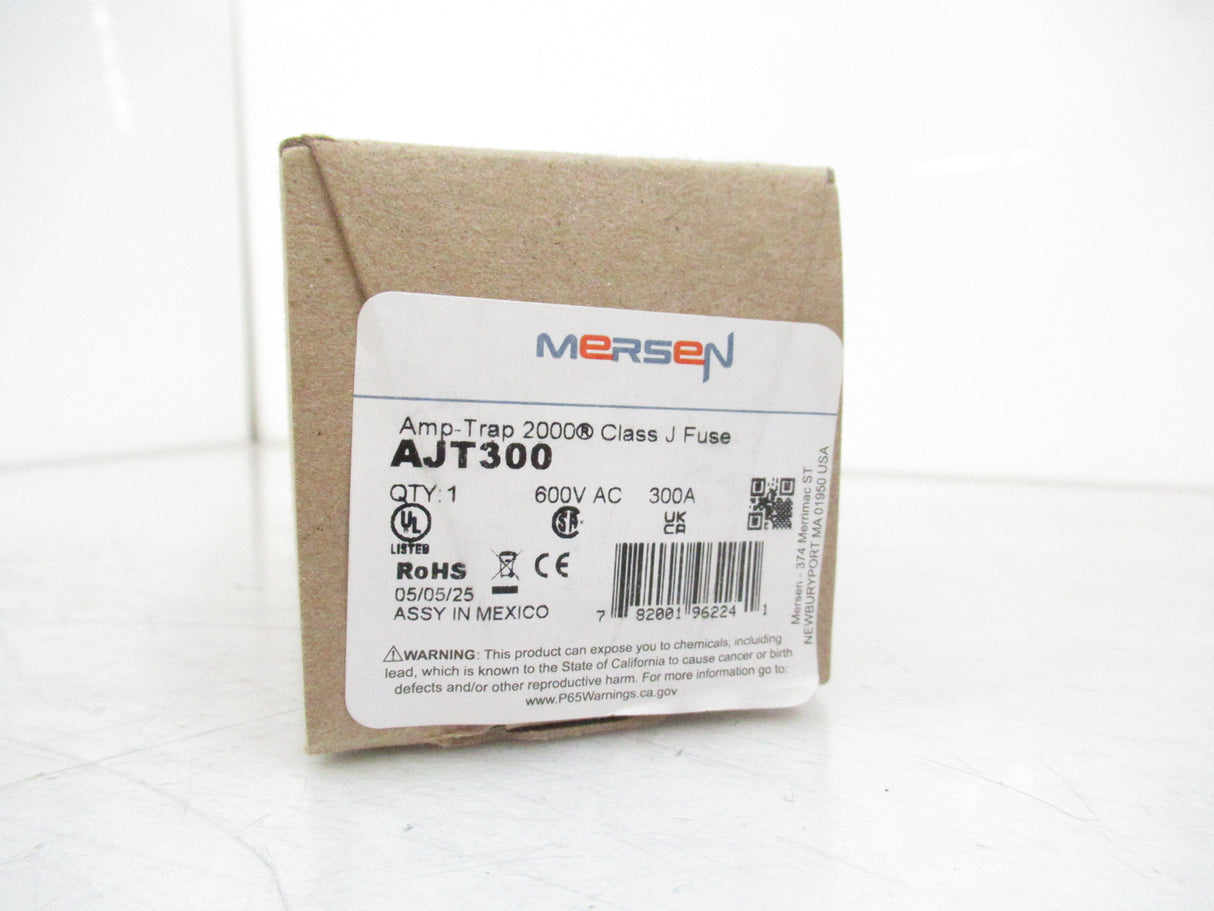 MERSEN
Amp-Trap 2000® Class J Fuse
AJT300
QTY: 1 600V AC 300A
UL SA UK CA
LISTED
RoHS CE
05/05/25
ASSY IN MEXICO
7 82001 96224 1
⚠WARNING: This product can expose you to chemicals, including
lead, which is known to the State of California to cause cancer or birth
defects and/or other reproductive harm. For more information go to:
www.P65Warnings.ca.gov
Mersen - 374 Merrimac ST
NEWBURYPORT MA 01950 USA